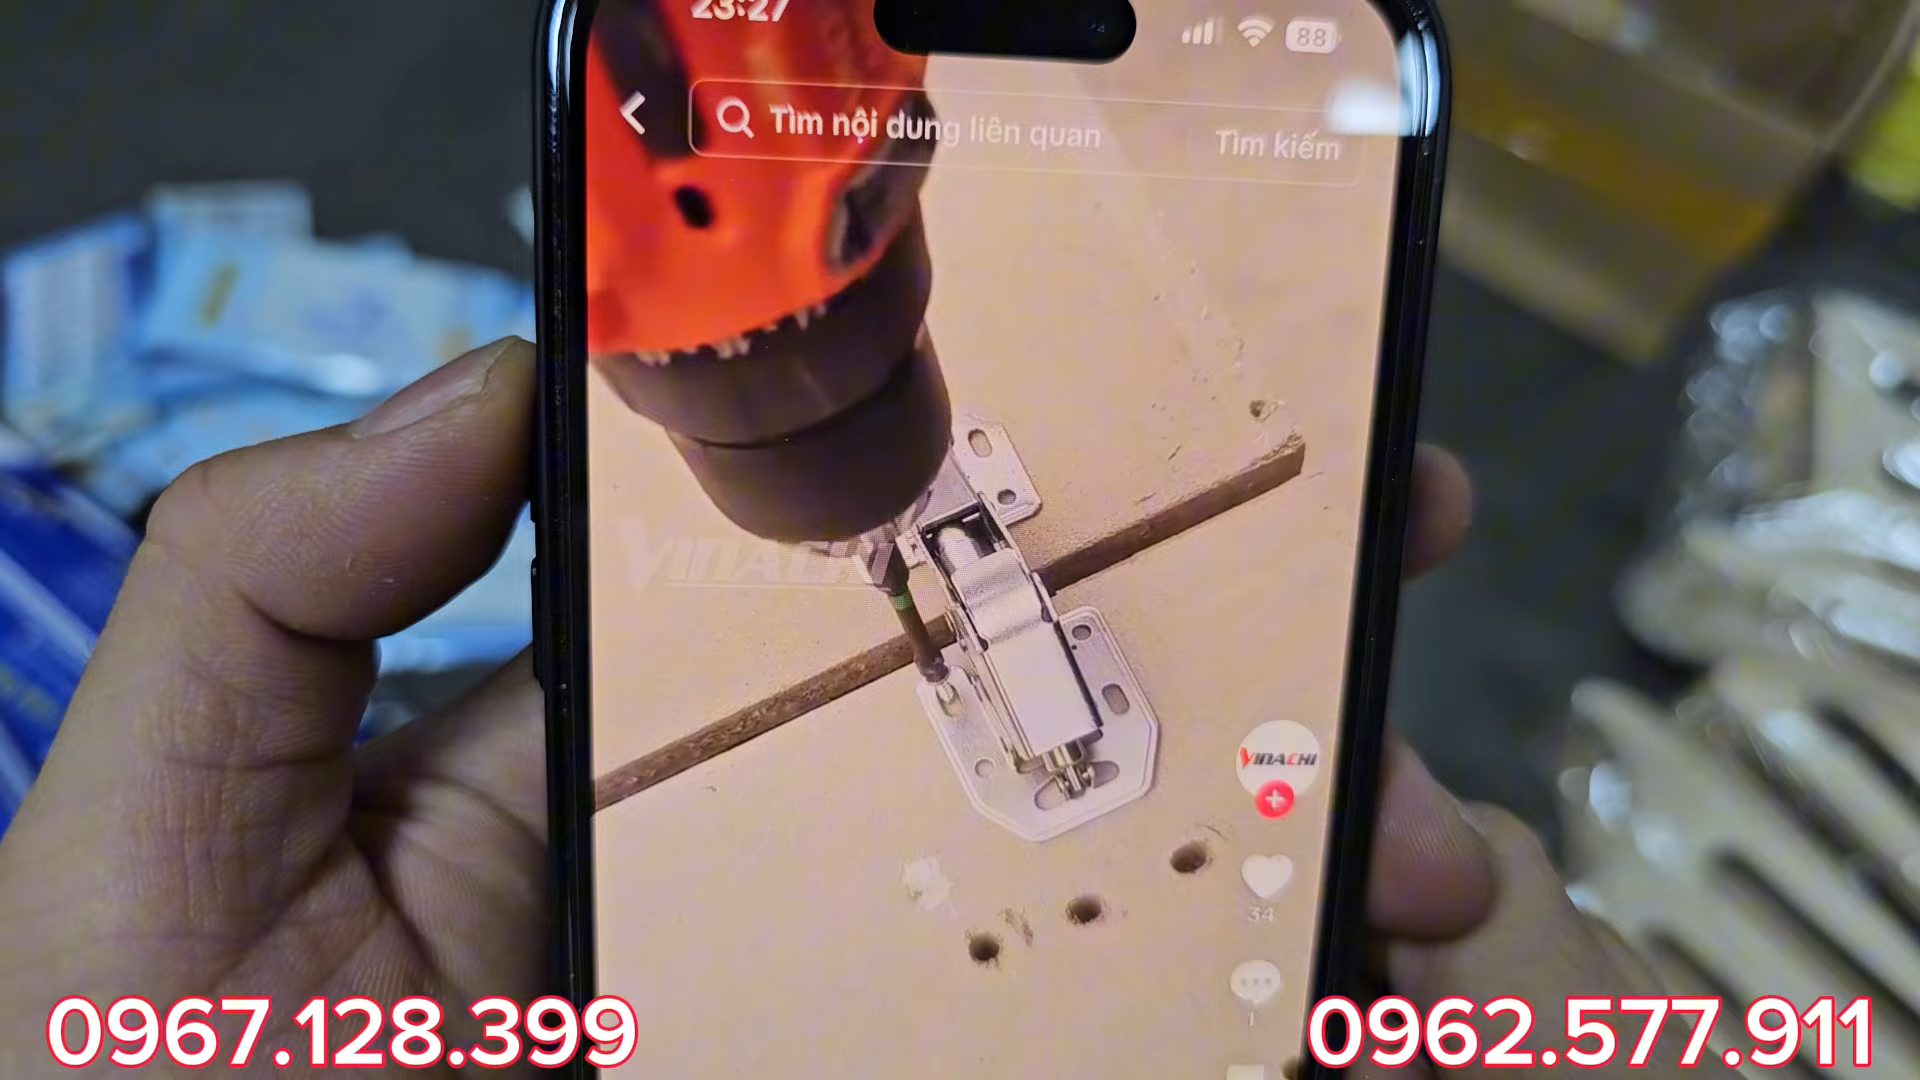 23:27
88
Tìm nội dung liên quan
Tìm kiếm
VINACHI
VINACHI
34
1
0967.128.399
0962.577.911